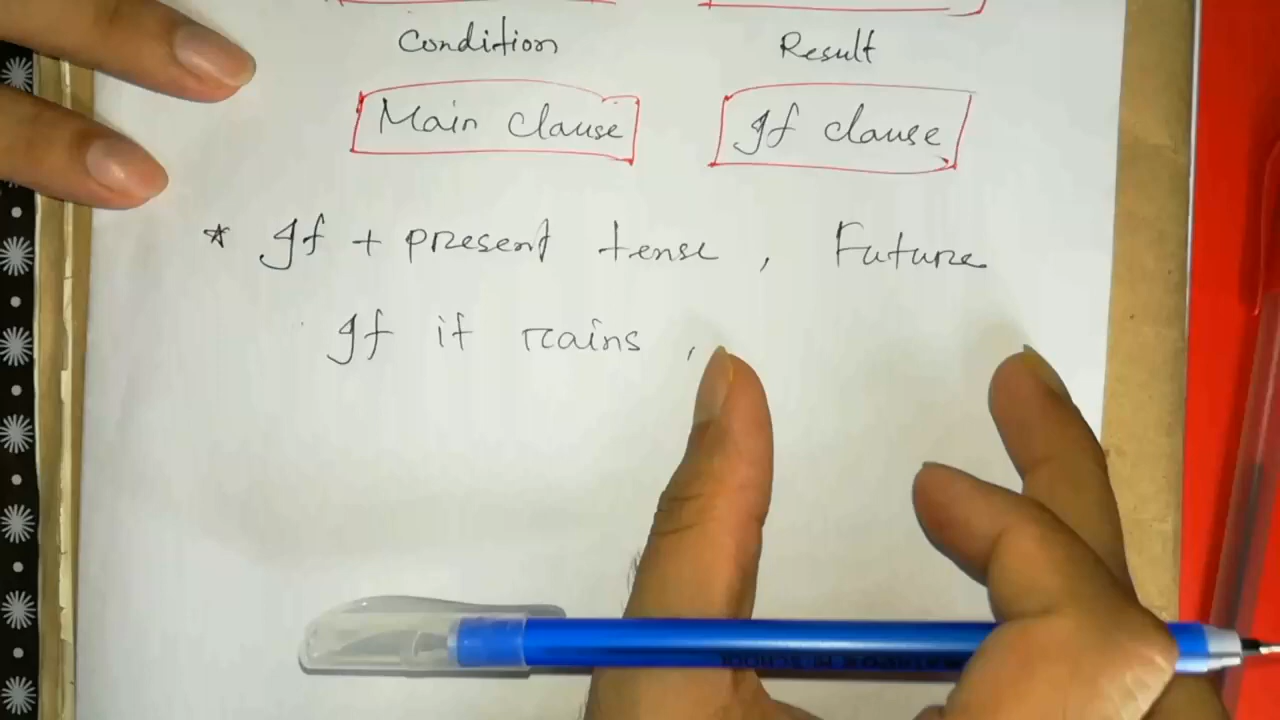 Condition Result
Main Clause If clause
* If + present tense , Future
If it rains ,